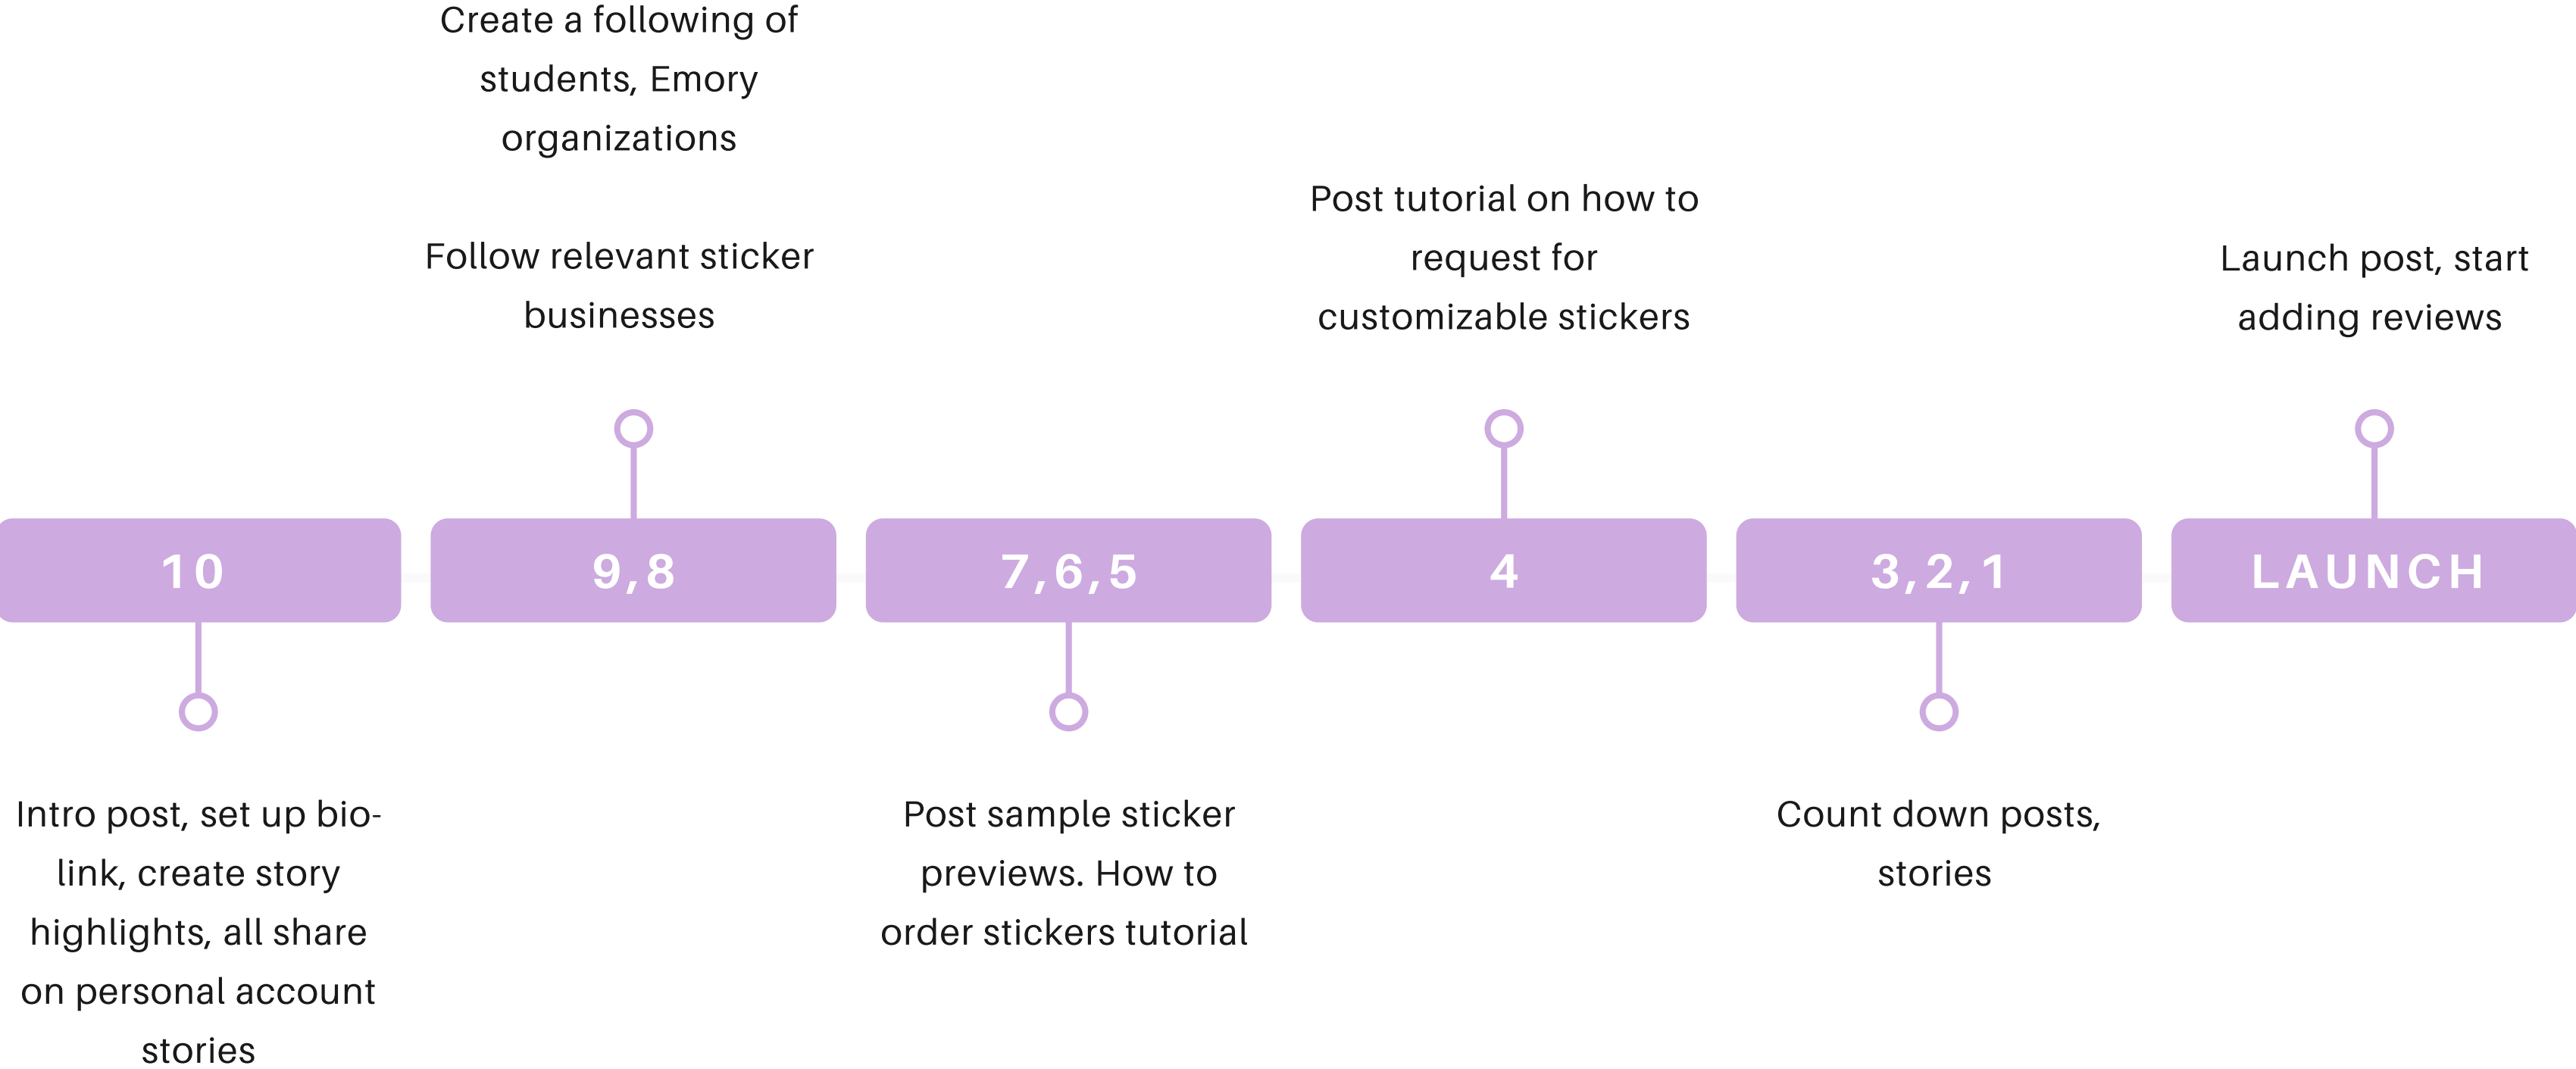 Create a following of
students, Emory
organizations
Follow relevant sticker
businesses
Post tutorial on how to
request for
customizable stickers
Launch post, start
adding reviews
10
9,8
7,6,5
4
3,2,1
LAUNCH
Intro post, set up bio-
link, create story
highlights, all share
on personal account
stories
Post sample sticker
previews. How to
order stickers tutorial
Count down posts,
stories